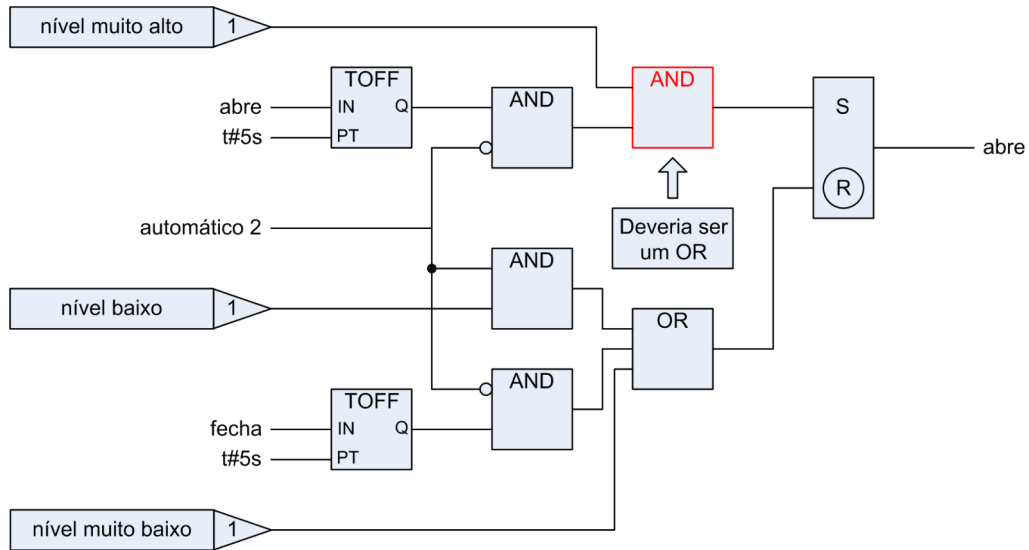 nível muito alto
1
TOFF
AND
AND
abre
IN
Q
t#5s
PT
S
abre
R
Deveria ser
um OR
automático 2
AND
nível baixo
1
OR
AND
TOFF
fecha
IN
Q
t#5s
PT
nível muito baixo
1